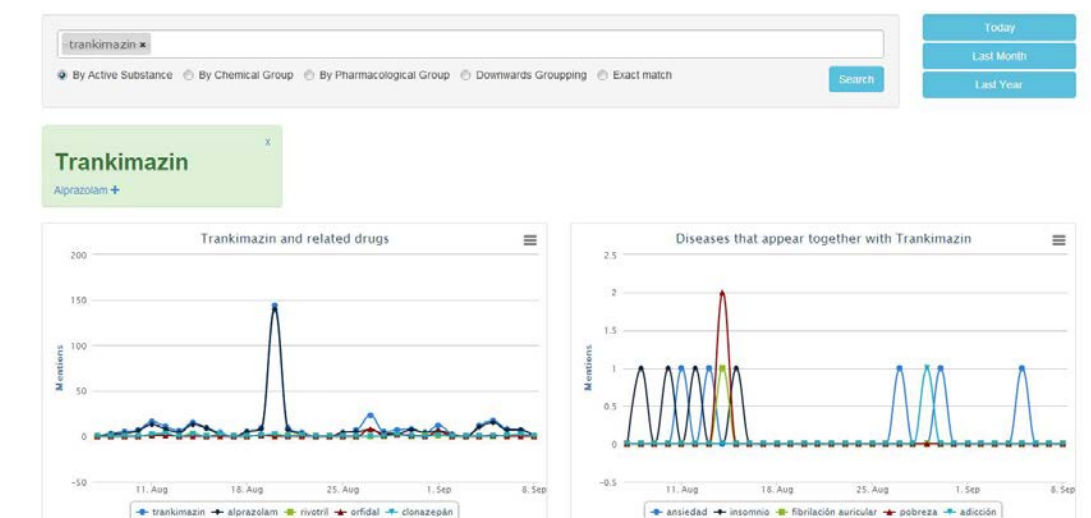 trankimazin ×
By Active Substance By Chemical Group By Pharmacological Group Downwards Groupping Exact match
Search
Today
Last Month
Last Year
x
Trankimazin
Alprazolam +
Trankimazin and related drugs
200
150
100
50
0
-50
Mentions
11. Aug 18. Aug 25. Aug 1. Sep 8. Sep
trankimazin alprazolam rivotril orfidal clonazepán
Diseases that appear together with Trankimazin
2.5
2
1.5
1
0.5
0
-0.5
Mentions
11. Aug 18. Aug 25. Aug 1. Sep 8. Sep
ansiedad insomnio fibrilación auricular pobreza adicción